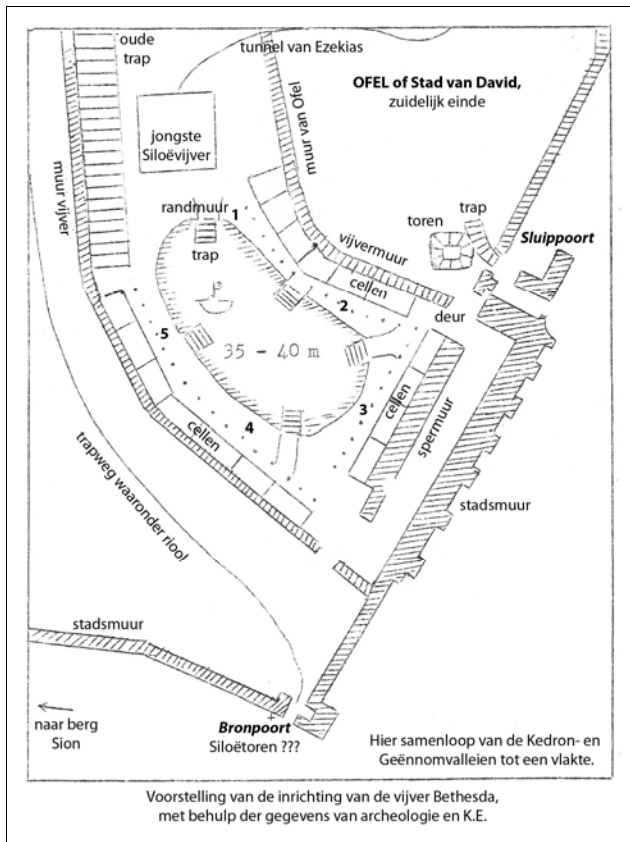 oude
trap
tunnel van Ezekias
OFEL of Stad van David,
zuidelijk einde
jongste
Siloëvijver
muur van Ofel
muur vijver
randmuur
1
trap
toren
trap
Sluippoort
vijvermuur
cellen
2
deur
5
35 - 40 m
3
cellen
spermuur
4
cellen
stadsmuur
trapweg waaronder riool
stadsmuur
naar berg
Sion
Bronpoort
Siloëtoren ???
Hier samenloop van de Kedron- en
Geënnomvalleien tot een vlakte.
Voorstelling van de inrichting van de vijver Bethesda,
met behulp der gegevens van archeologie en K.E.